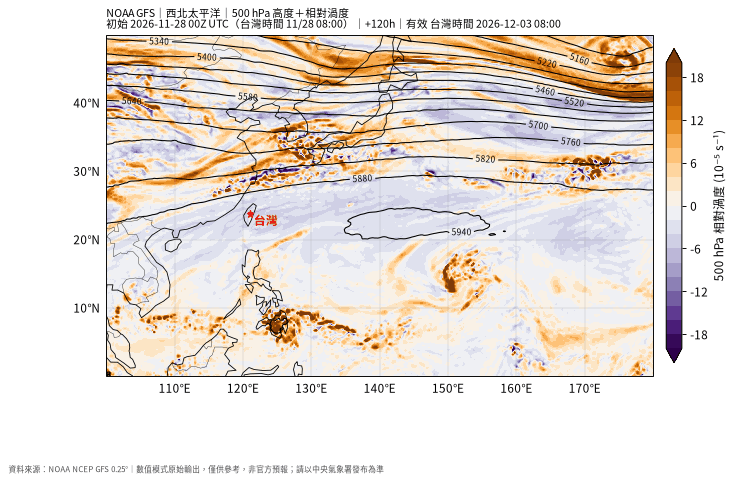 NOAA GFS｜西北太平洋｜500 hPa 高度＋相對渦度
初始 2026-11-28 00Z UTC（台灣時間 11/28 08:00）｜+120h｜有效 台灣時間 2026-12-03 08:00
5340
5400
5220
5160
5640
5580
5460
5520
5700
5760
5820
5880
5940
台灣
40°N
30°N
20°N
10°N
110°E
120°E
130°E
140°E
150°E
160°E
170°E
18
12
6
0
-6
-12
-18
500 hPa 相對渦度 (10⁻⁵ s⁻¹)
資料來源：NOAA NCEP GFS 0.25°｜數值模式原始輸出，僅供參考，非官方預報；請以中央氣象署發布為準